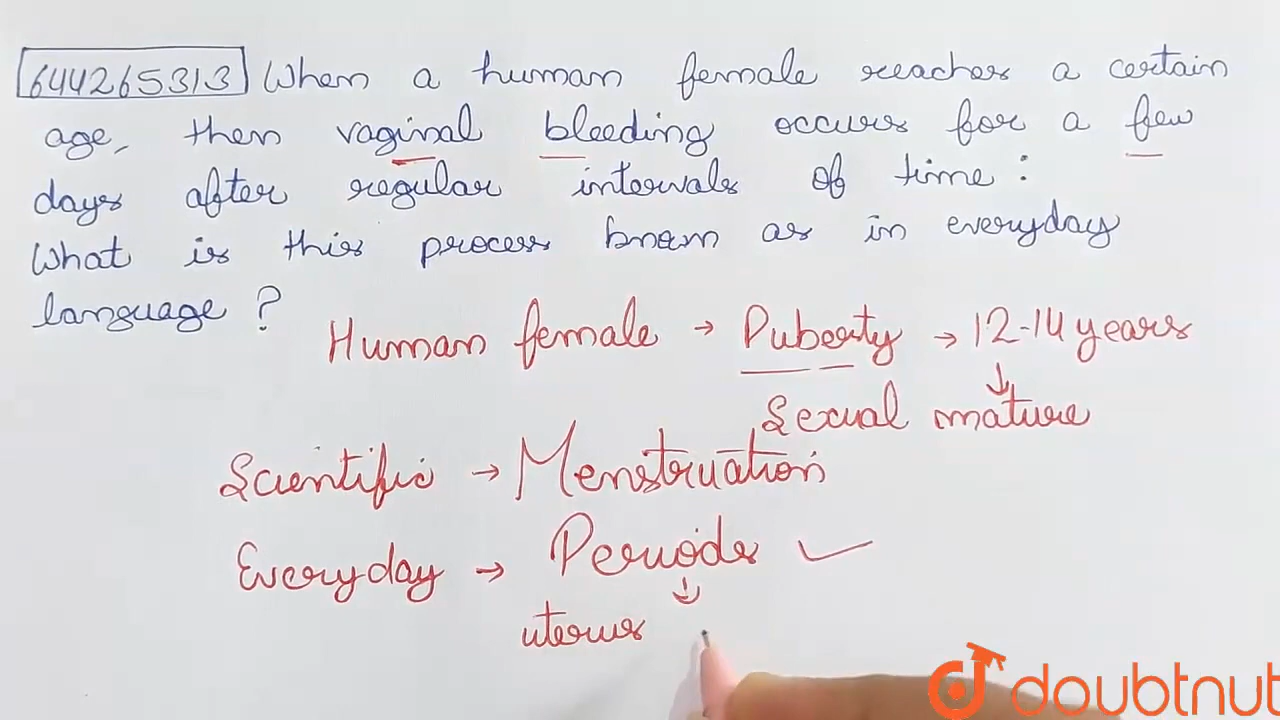 644265313 When a human female reaches a certain
age, then vaginal bleeding occurs for a few
days after regular intervals of time :
What is this process known as in everyday
language ?
Human female → Puberty → 12-14 years
Sexual mature
Scientific → Menstruation
Everyday → Periods
uterus
doubtnut